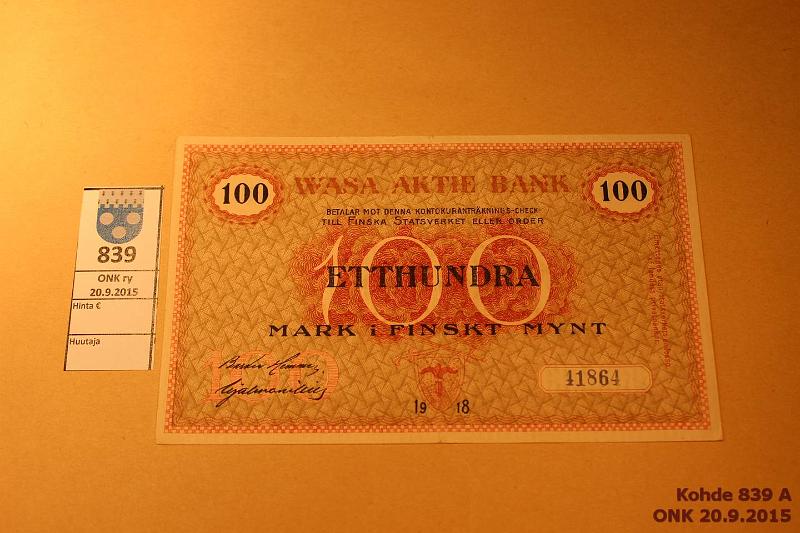 839
ONK ry
20.9.2015
Hinta €
Huutaja
100 WASA AKTIE BANK 100
BETALAR MOT DENNA KONTOKURANTRÄKNINGS-CHECK
TILL FINSKA STATSVERKET ELLER ORDER
100
ETTHUNDRA
MARK i FINSKT MYNT
41864
19 18
Kohde 839 A
ONK 20.9.2015